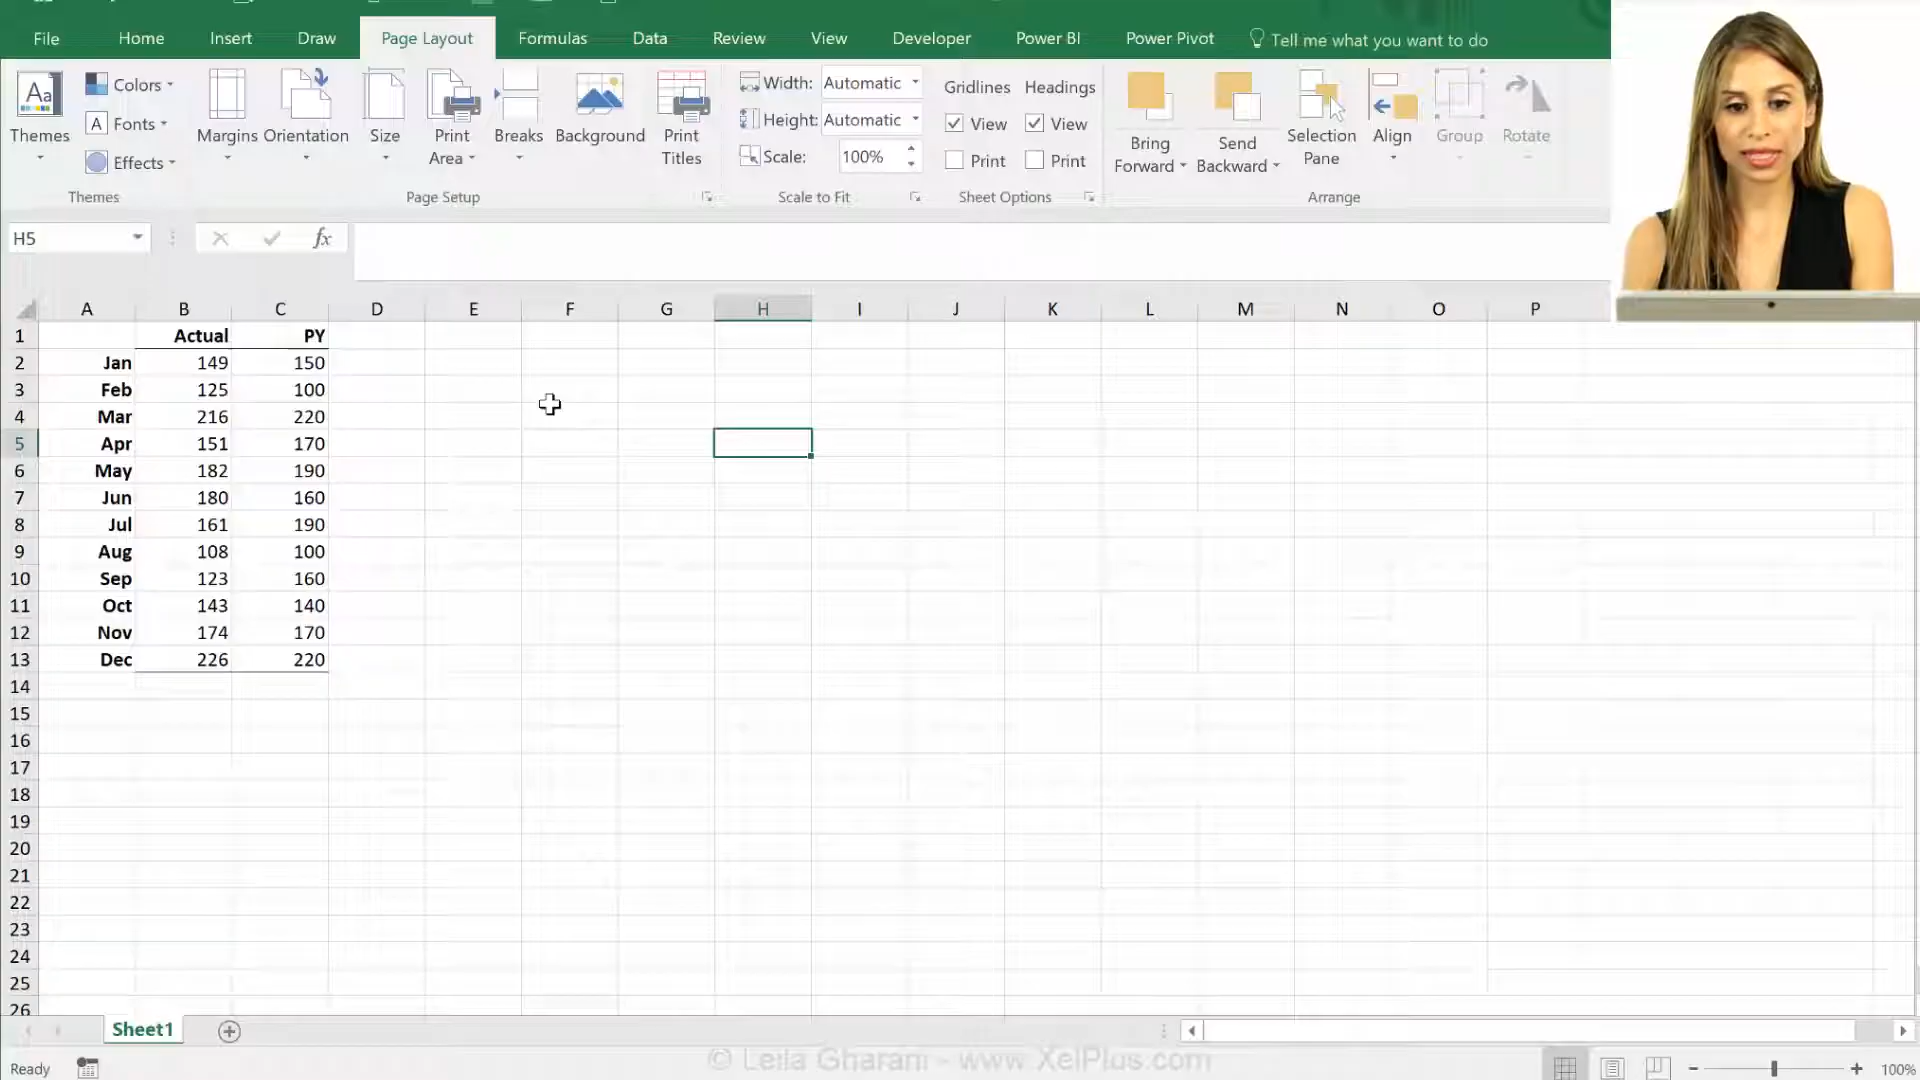 File Home Insert Draw Page Layout Formulas Data Review View Developer Power BI Power Pivot Tell me what you want to do
Aa Themes
Colors
A Fonts
Effects
Themes
Margins Orientation Size Print Area Breaks Background Print Titles
Page Setup
Width: Automatic
Height: Automatic
Scale: 100%
Scale to Fit
Gridlines Headings
View View
Print Print
Sheet Options
Bring Forward Send Backward Selection Pane Align Group Rotate
Arrange
H5 fx
A B C D E F G H I J K L M N O P
1 Actual PY
2 Jan 149 150
3 Feb 125 100
4 Mar 216 220
5 Apr 151 170
6 May 182 190
7 Jun 180 160
8 Jul 161 190
9 Aug 108 100
10 Sep 123 160
11 Oct 143 140
12 Nov 174 170
13 Dec 226 220
14
15
16
17
18
19
20
21
22
23
24
25
26
Sheet1
© Leila Gharani - www.XelPlus.com
Ready 100%